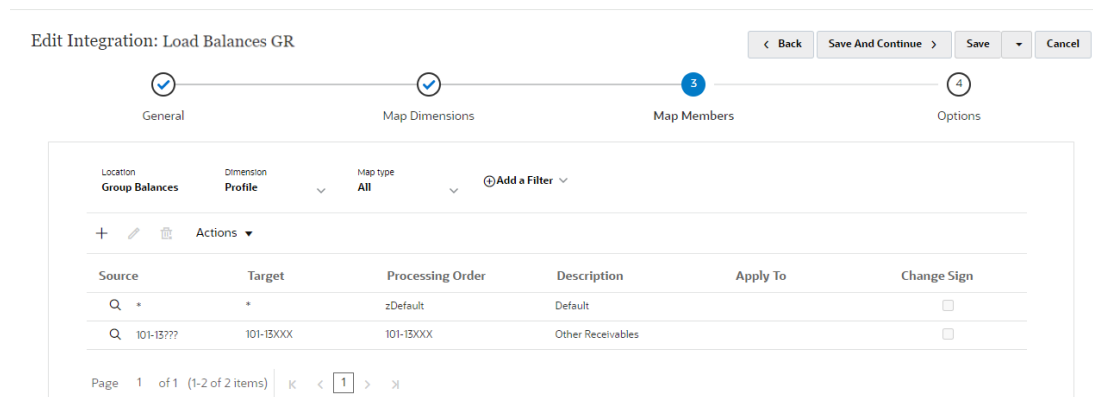 Edit Integration: Load Balances GR
Back Save And Continue Save Cancel
3 4
General Map Dimensions Map Members Options
Location Dimension Map type
Group Balances Profile All Add a Filter
Actions
Source Target Processing Order Description Apply To Change Sign
* * zDefault Default
101-13??? 101-13XXX 101-13XXX Other Receivables
Page 1 of 1 (1-2 of 2 items) 1